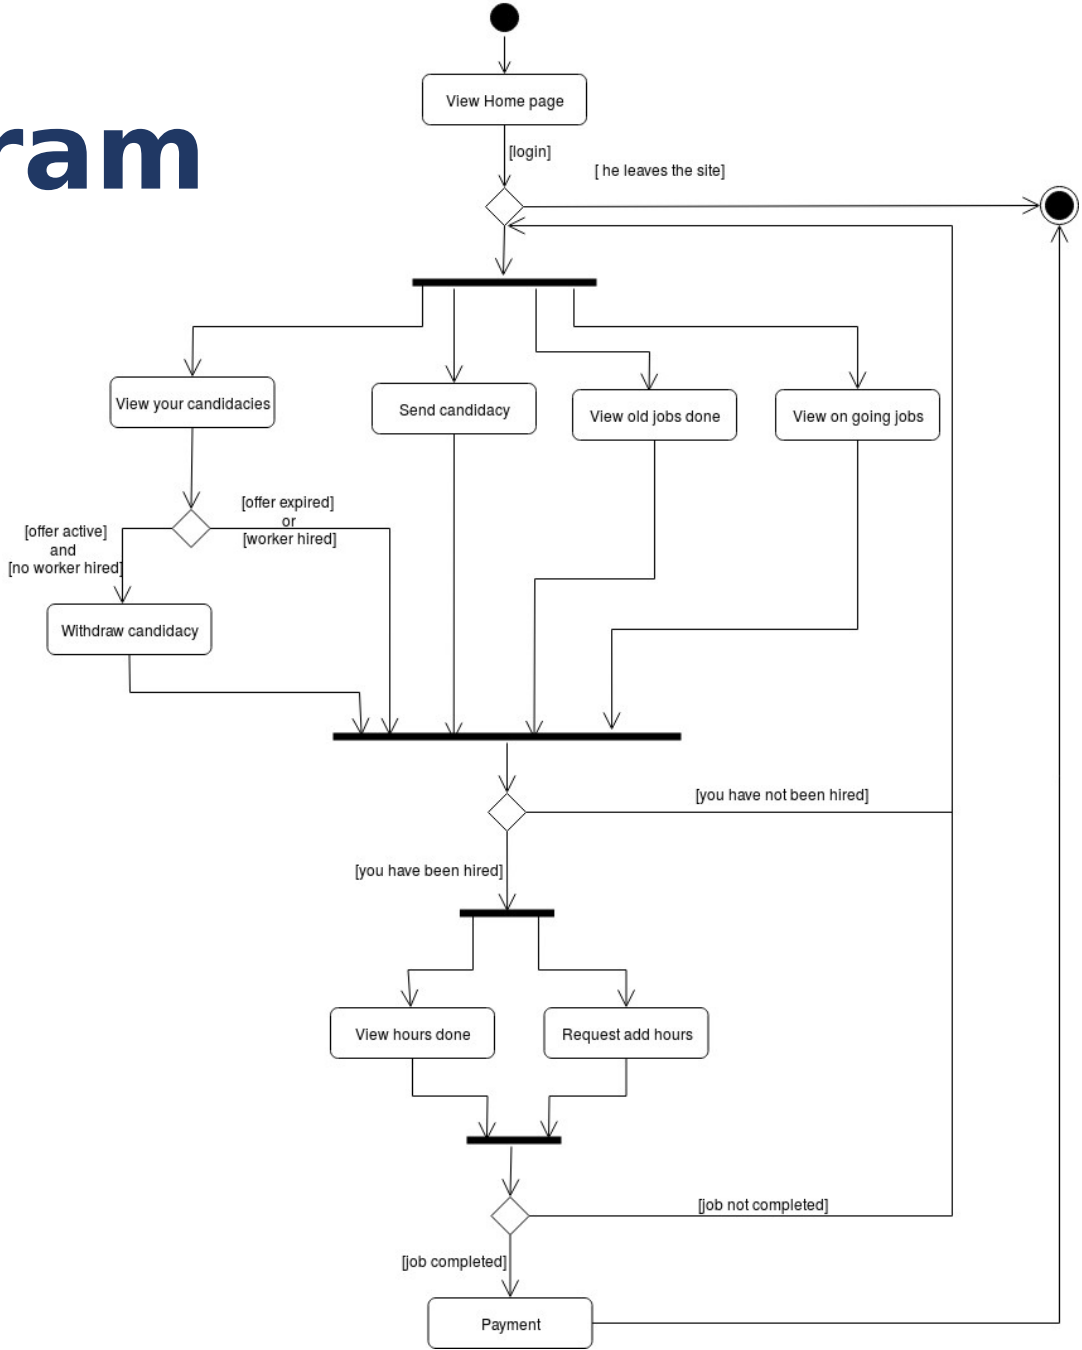 View Home page
ram
[login]
[ he leaves the site]
View your candidacies
Send candidacy
View old jobs done
View on going jobs
[offer expired]
or
[worker hired]
[offer active]
and
[no worker hired]
Withdraw candidacy
[you have not been hired]
[you have been hired]
View hours done
Request add hours
[job not completed]
[job completed]
Payment